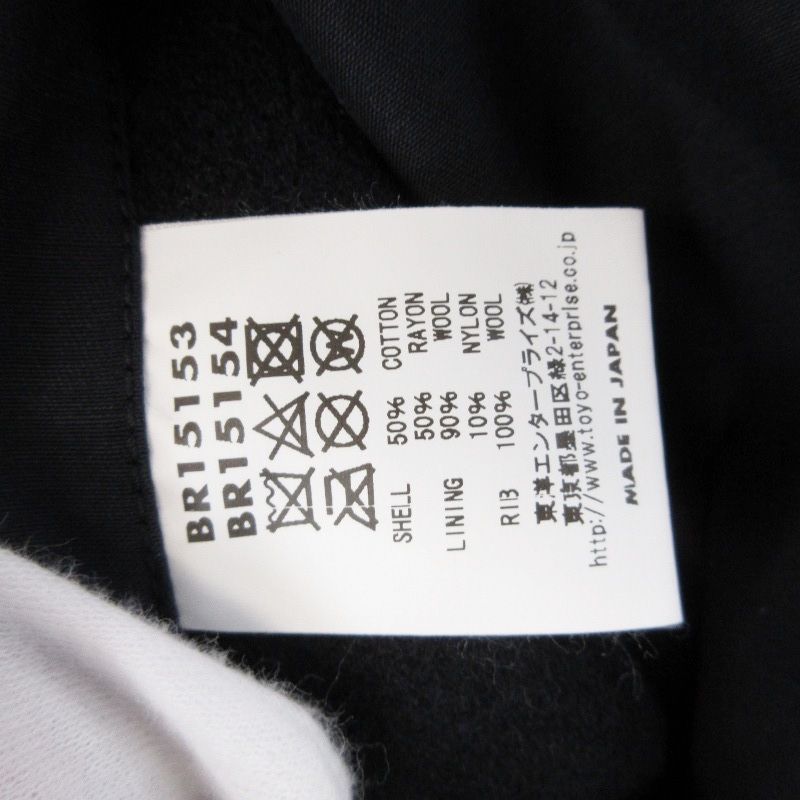 BR15153
BR15154
SHELL 50% COTTON
50% RAYON
LINING 90% WOOL
10% NYLON
RIB 100% WOOL
東洋エンタープライズ㈱
東京都墨田区緑2-14-12
http://www.toyo-enterprise.co.jp
MADE IN JAPAN